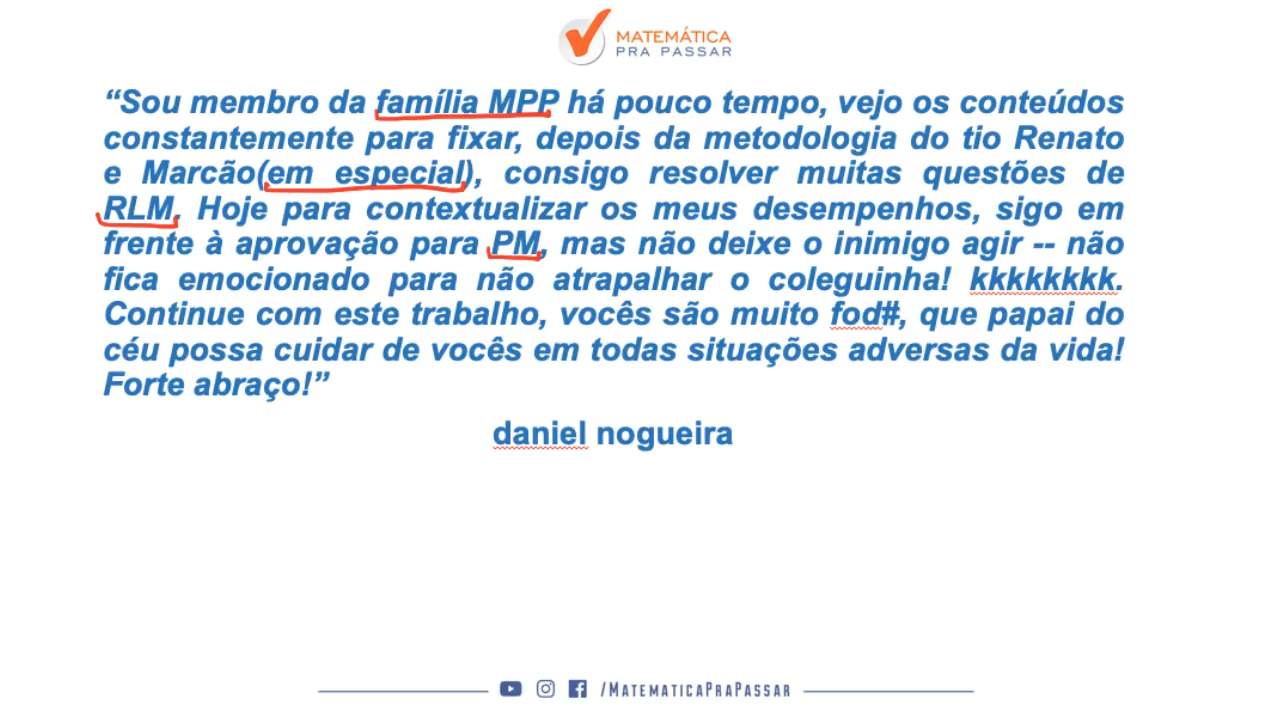 MATEMÁTICA
PRA PASSAR
“Sou membro da família MPP há pouco tempo, vejo os conteúdos
constantemente para fixar, depois da metodologia do tio Renato
e Marcão(em especial), consigo resolver muitas questões de
RLM. Hoje para contextualizar os meus desempenhos, sigo em
frente à aprovação para PM, mas não deixe o inimigo agir -- não
fica emocionado para não atrapalhar o coleguinha! kkkkkkkk.
Continue com este trabalho, vocês são muito fod#, que papai do
céu possa cuidar de vocês em todas situações adversas da vida!
Forte abraço!”
daniel nogueira
/MatematicaPraPassar